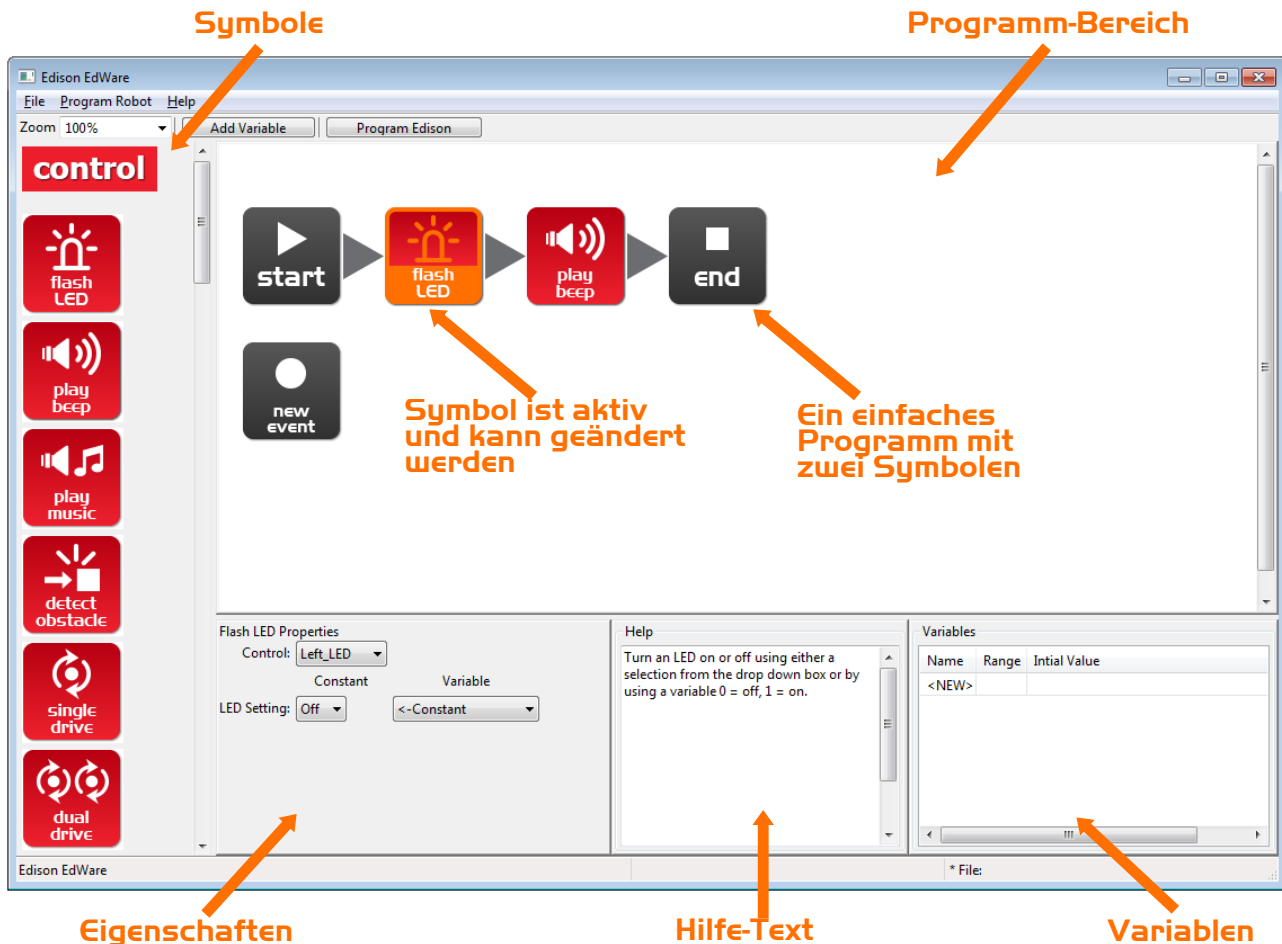 Symbole
Programm-Bereich
Edison EdWare
File Program Robot Help
Zoom 100% Add Variable Program Edison
control
flash
LED
play
beep
play
music
detect
obstacle
single
drive
dual
drive
start
flash
LED
play
beep
end
new
event
Symbol ist aktiv
und kann geändert
werden
Ein einfaches
Programm mit
zwei Symbolen
Flash LED Properties
Control: Left_LED
Constant Variable
LED Setting: Off <-Constant
Help
Turn an LED on or off using either a
selection from the drop down box or by
using a variable 0 = off, 1 = on.
Variables
Name Range Intial Value
<NEW>
Edison EdWare
* File:
Eigenschaften
Hilfe-Text
Variablen